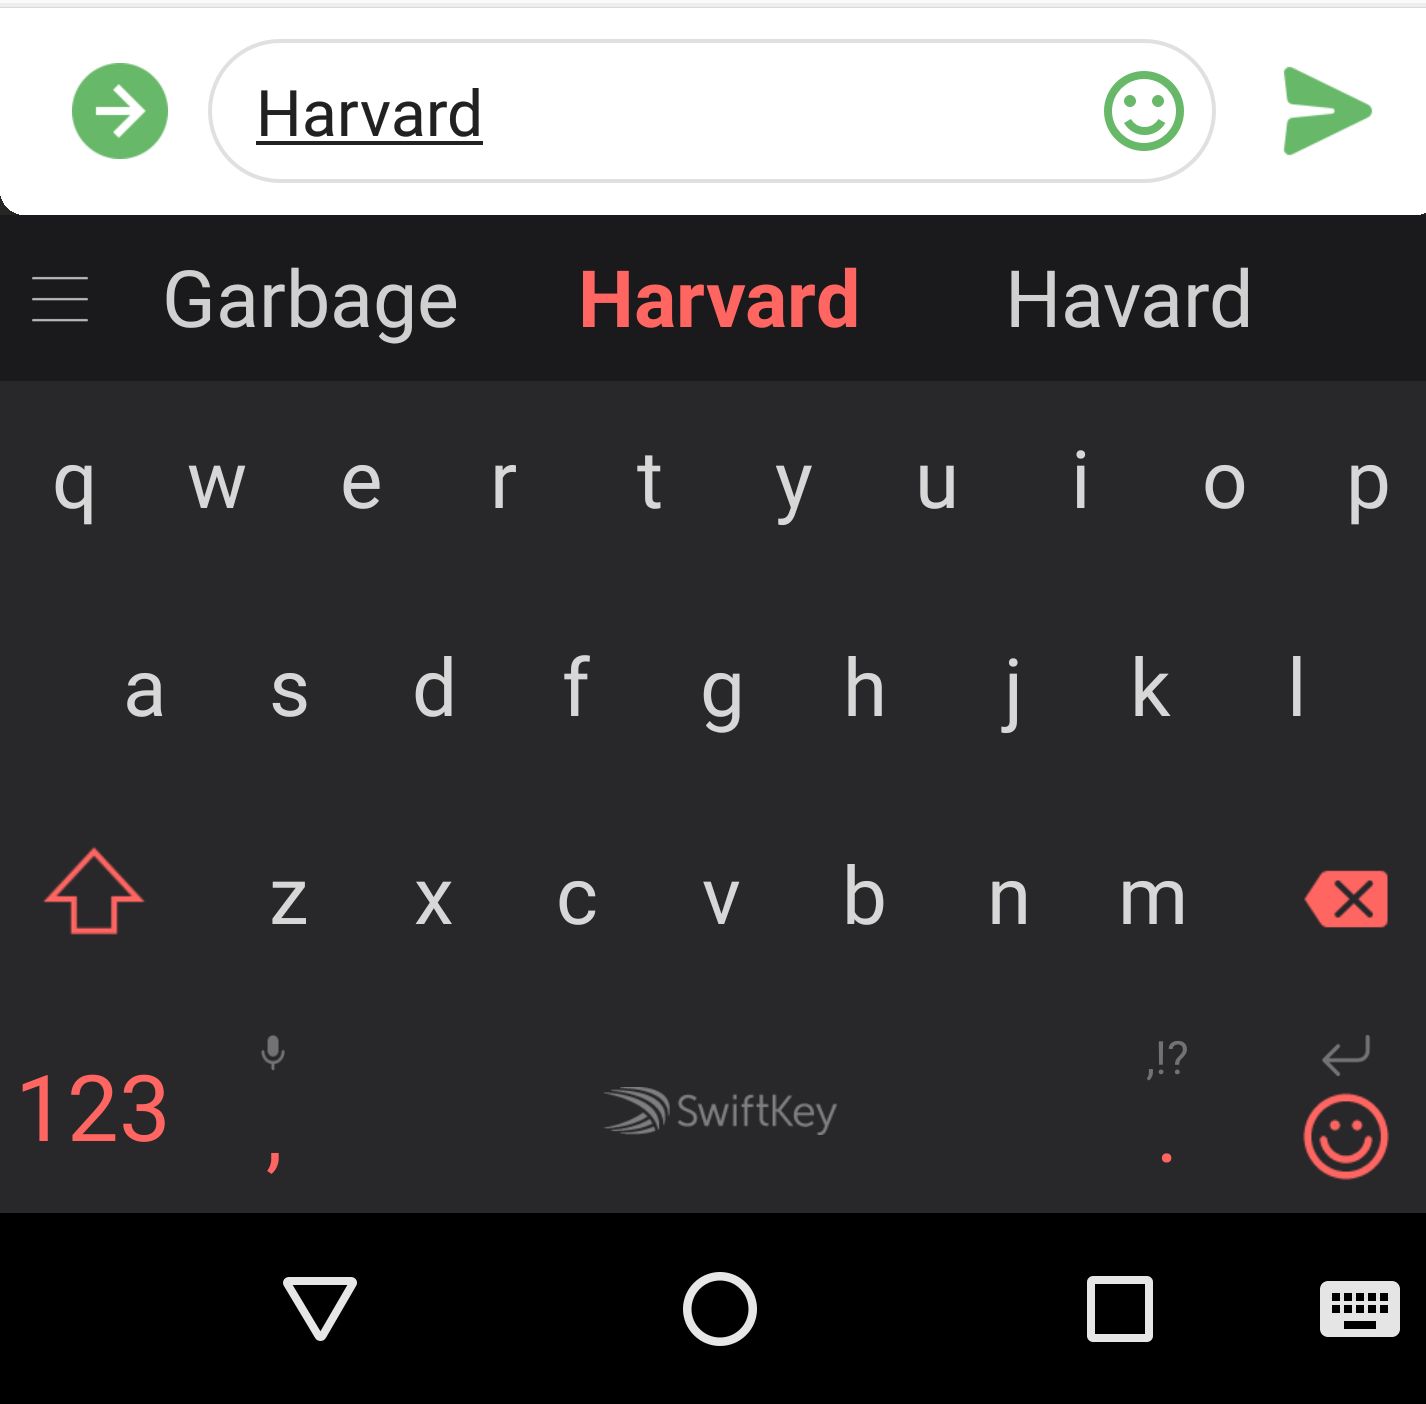 Harvard
Garbage Harvard Havard
q w e r t y u i o p
a s d f g h j k l
z x c v b n m
,!?
123 , SwiftKey .